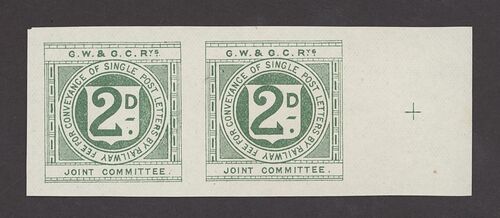 G.W. & G.C. RYS
FEE FOR CONVEYANCE OF SINGLE POST LETTERS BY RAILWAY
2D.
JOINT COMMITTEE.
G.W. & G.C. RYS
FEE FOR CONVEYANCE OF SINGLE POST LETTERS BY RAILWAY
2D.
JOINT COMMITTEE.